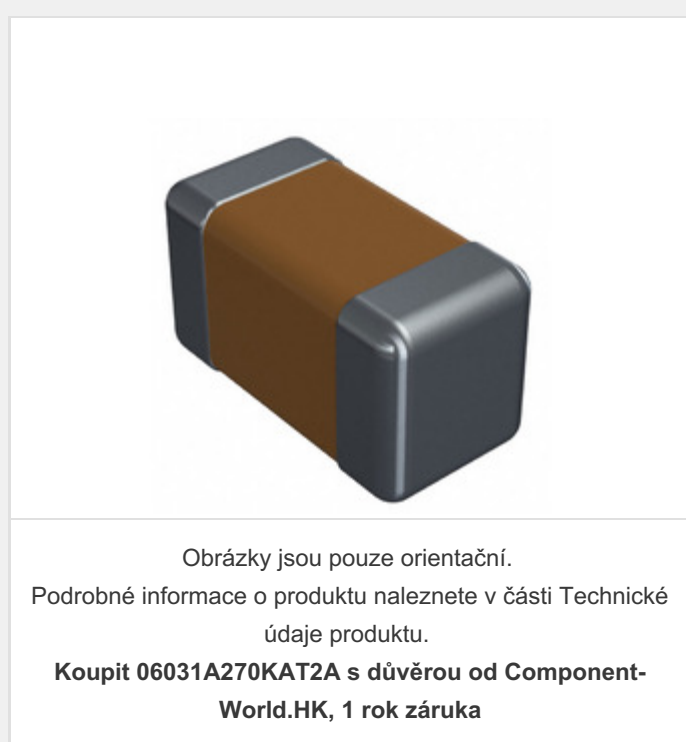 Obrázky jsou pouze orientační.
Podrobné informace o produktu naleznete v části Technické
údaje produktu.
Koupit 06031A270KAT2A s důvěrou od Component-
World.HK, 1 rok záruka